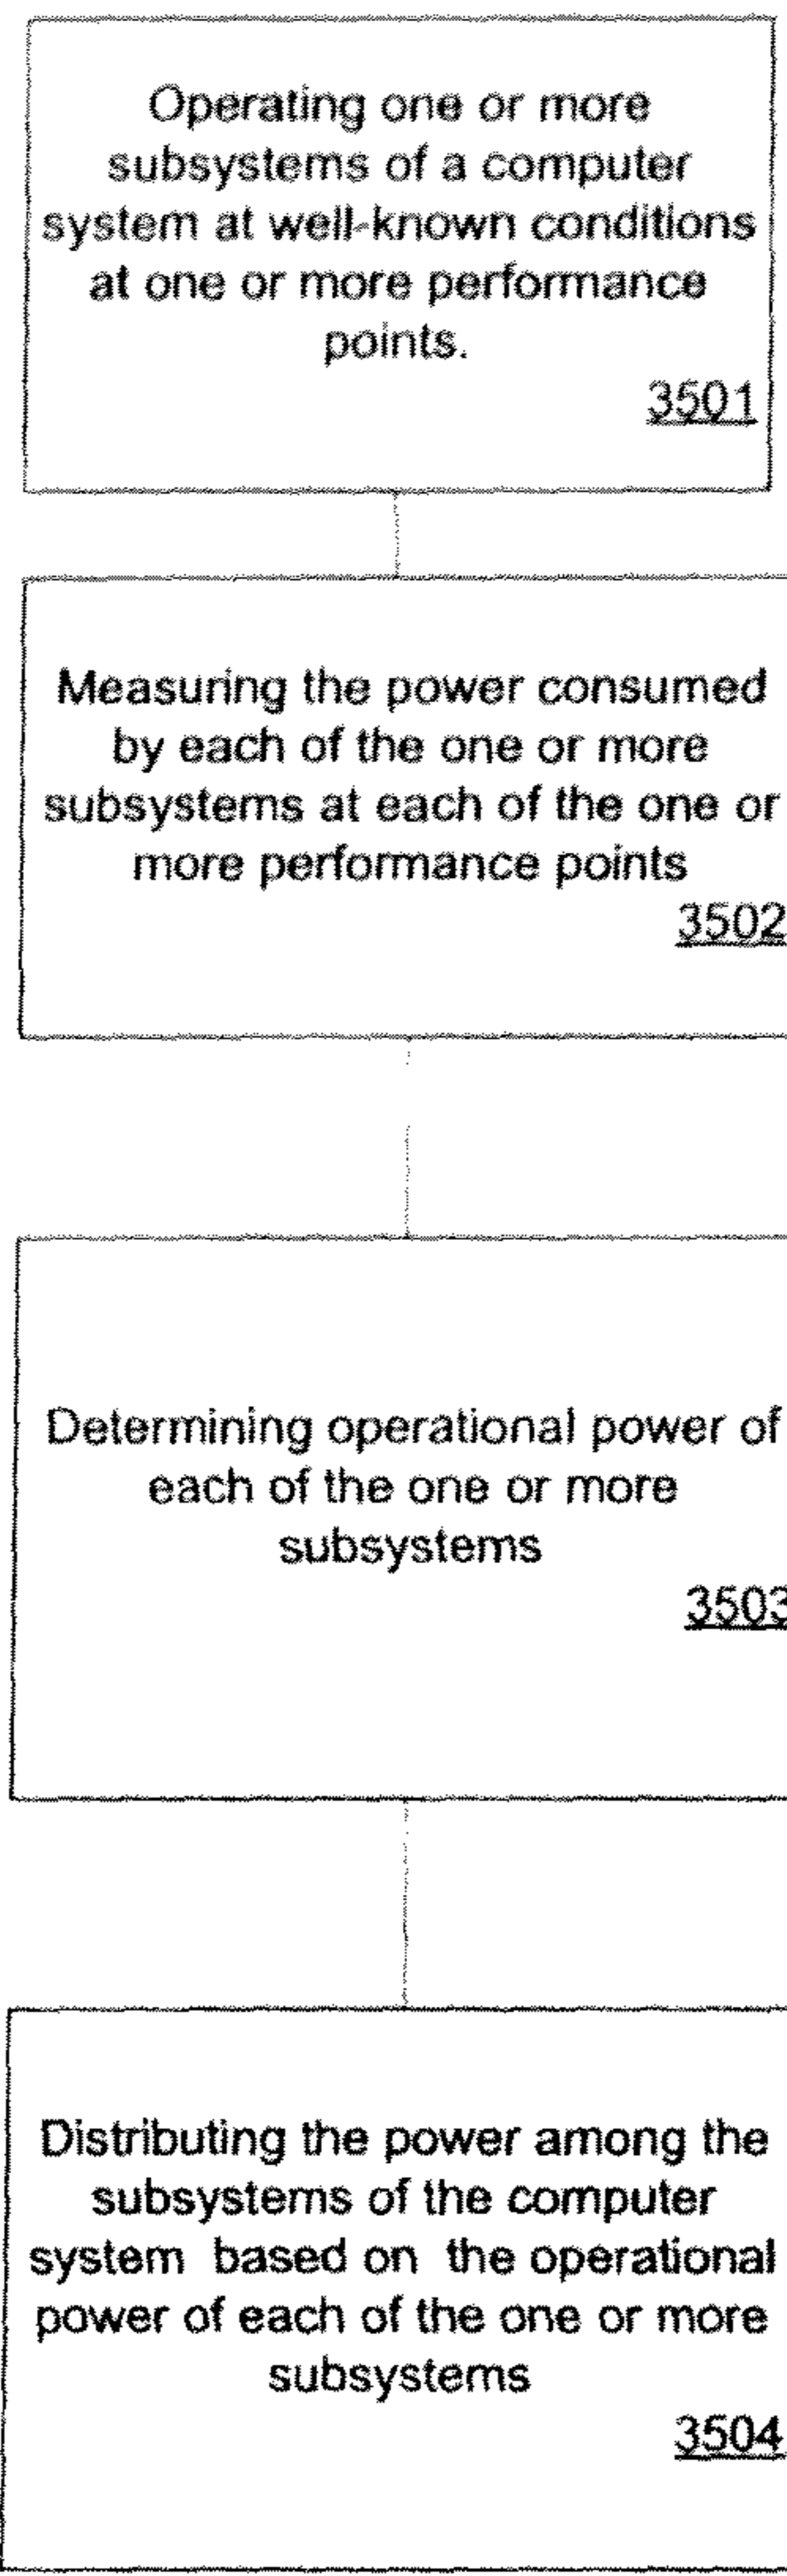 Operating one or more
subsystems of a computer
system at well-known conditions
at one or more performance
points.
3501
Measuring the power consumed
by each of the one or more
subsystems at each of the one or
more performance points
3502
Determining operational power of
each of the one or more
subsystems
3503
Distributing the power among the
subsystems of the computer
system based on the operational
power of each of the one or more
subsystems
3504